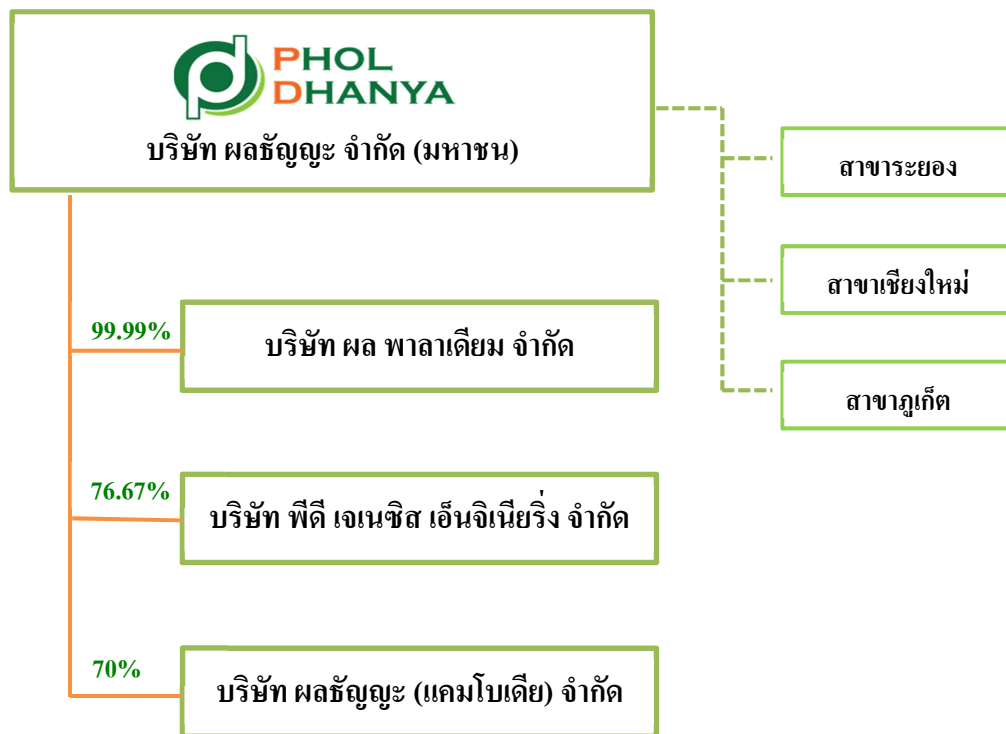 PHOL
DHANYA
บริษัท ผลธัญญะ จำกัด (มหาชน)
สาขาระยอง
สาขาเชียงใหม่
สาขาภูเก็ต
99.99%
บริษัท ผล พาลาเดียม จำกัด
76.67%
บริษัท พีดี เจเนซิส เอ็นจิเนียริ่ง จำกัด
70%
บริษัท ผลธัญญะ (แคมโบเดีย) จำกัด